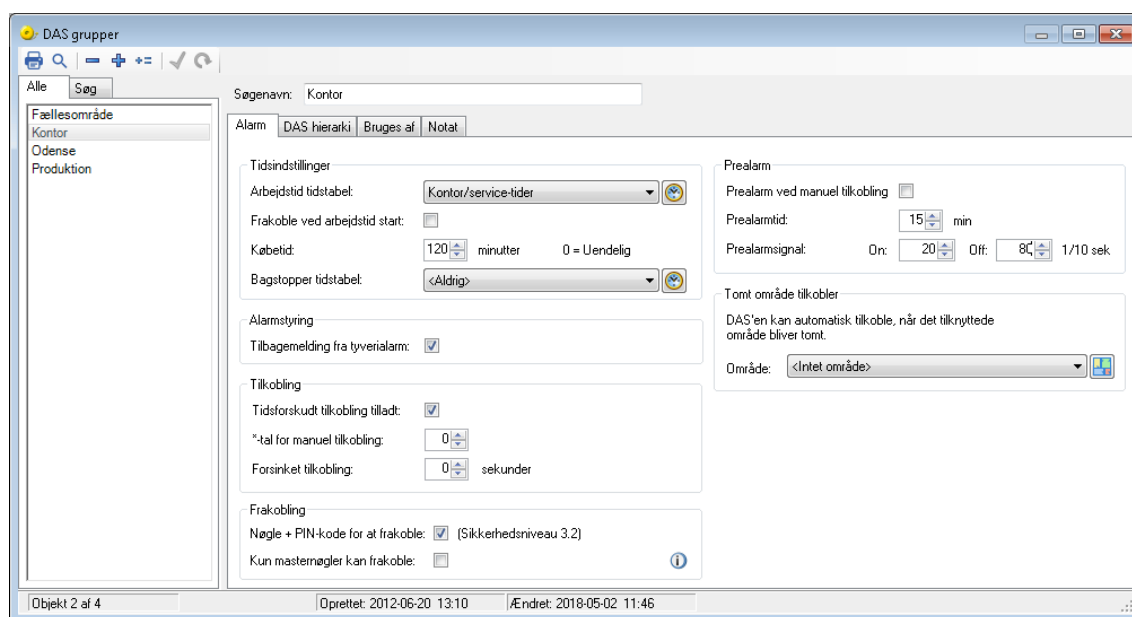 DAS grupper
Alle Søg
Fællesområde
Kontor
Odense
Produktion
Søgenavn: Kontor
Alarm DAS hierarki Bruges af Notat
Tidsindstillinger
Arbejdstid tidstabel: Kontor/service-tider
Frakoble ved arbejdstid start:
Købetid: 120 minutter 0 = Uendelig
Bagstopper tidstabel: <Aldrig>
Alarmstyring
Tilbagemelding fra tyverialarm:
Tilkobling
Tidsforskudt tilkobling tilladt:
*-tal for manuel tilkobling: 0
Forsinket tilkobling: 0 sekunder
Frakobling
Nøgle + PIN-kode for at frakoble: (Sikkerhedsniveau 3.2)
Kun masternøgler kan frakoble:
Prealarm
Prealarm ved manuel tilkobling
Prealarmtid: 15 min
Prealarmsignal: On: 20 Off: 80 1/10 sek
Tomt område tilkobler
DAS'en kan automatisk tilkoble, når det tilknyttede
område bliver tomt.
Område: <Intet område>
Objekt 2 af 4 Oprettet: 2012-06-20 13:10 Ændret: 2018-05-02 11:46